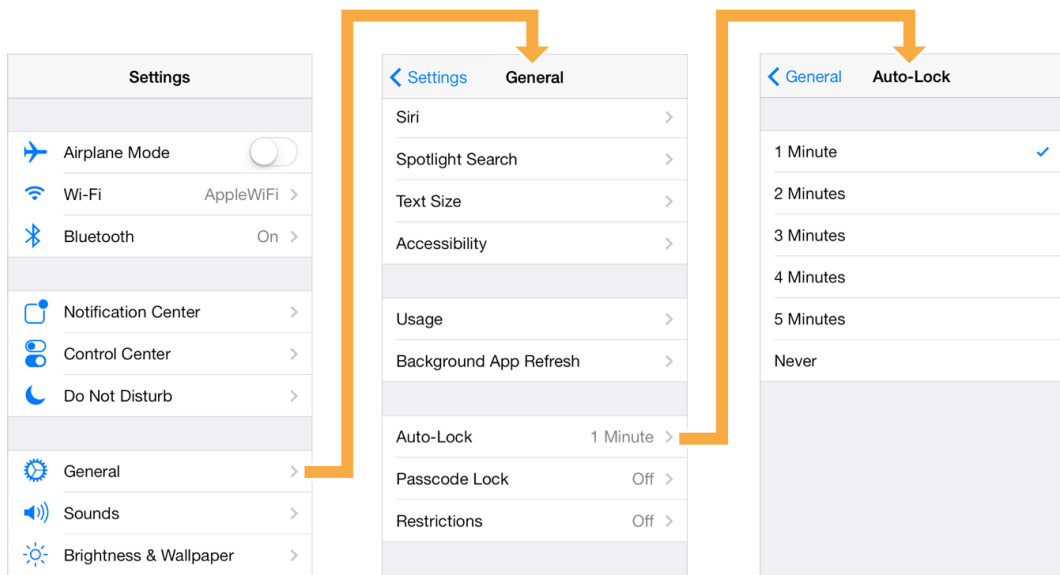 Settings
Airplane Mode
Wi-Fi AppleWiFi
Bluetooth On
Notification Center
Control Center
Do Not Disturb
General
Sounds
Brightness & Wallpaper
Settings General
Siri
Spotlight Search
Text Size
Accessibility
Usage
Background App Refresh
Auto-Lock 1 Minute
Passcode Lock Off
Restrictions Off
General Auto-Lock
1 Minute
2 Minutes
3 Minutes
4 Minutes
5 Minutes
Never